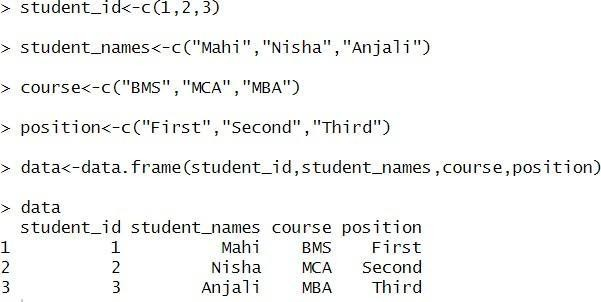 > student_id<-c(1,2,3)
> student_names<-c("Mahi","Nisha","Anjali")
> course<-c("BMS","MCA","MBA")
> position<-c("First","Second","Third")
> data<-data.frame(student_id,student_names,course,position)
> data
  student_id student_names course position
1          1          Mahi    BMS    First
2          2         Nisha    MCA   Second
3          3        Anjali    MBA    Third